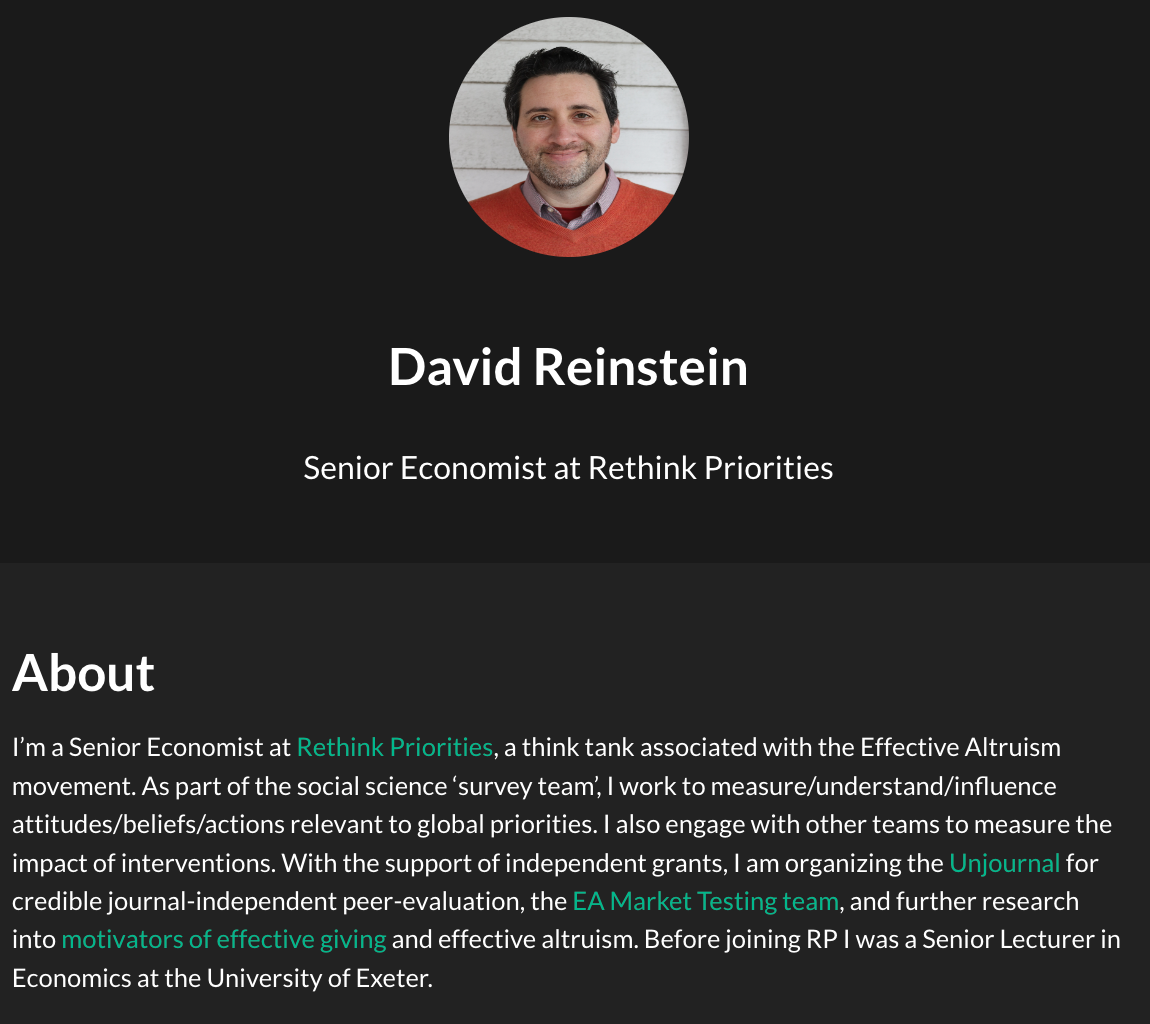 David Reinstein
Senior Economist at Rethink Priorities
About
I’m a Senior Economist at Rethink Priorities, a think tank associated with the Effective Altruism
movement. As part of the social science ‘survey team’, I work to measure/understand/influence
attitudes/beliefs/actions relevant to global priorities. I also engage with other teams to measure the
impact of interventions. With the support of independent grants, I am organizing the Unjournal for
credible journal-independent peer-evaluation, the EA Market Testing team, and further research
into motivators of effective giving and effective altruism. Before joining RP I was a Senior Lecturer in
Economics at the University of Exeter.